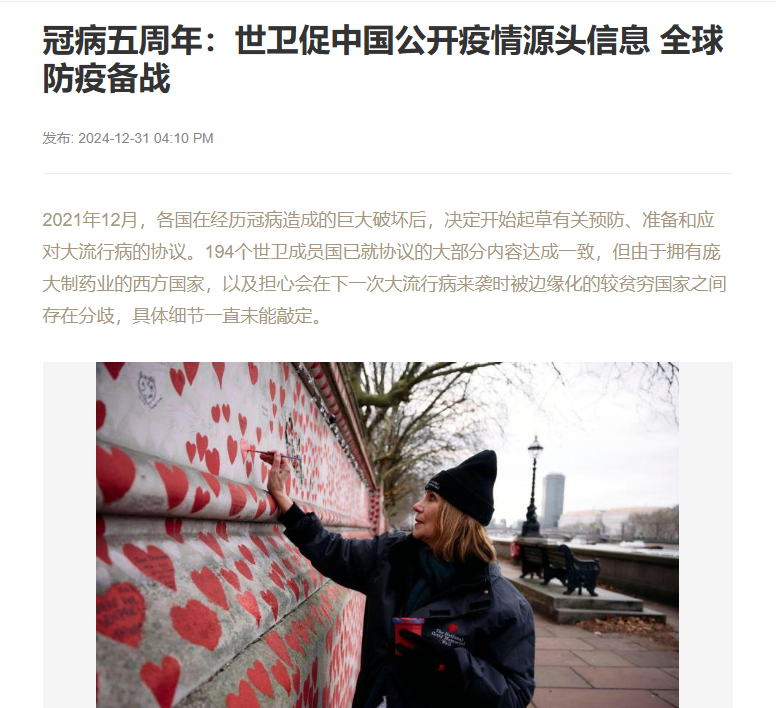 冠病五周年：世卫促中国公开疫情源头信息 全球
防疫备战
发布: 2024-12-31 04:10 PM
2021年12月，各国在经历冠病造成的巨大破坏后，决定开始起草有关预防、准备和应
对大流行病的协议。194个世卫成员国已就协议的大部分内容达成一致，但由于拥有庞
大制药业的西方国家，以及担心会在下一次大流行病来袭时被边缘化的较贫穷国家之间
存在分歧，具体细节一直未能敲定。
The National
Covid Memorial
Wall